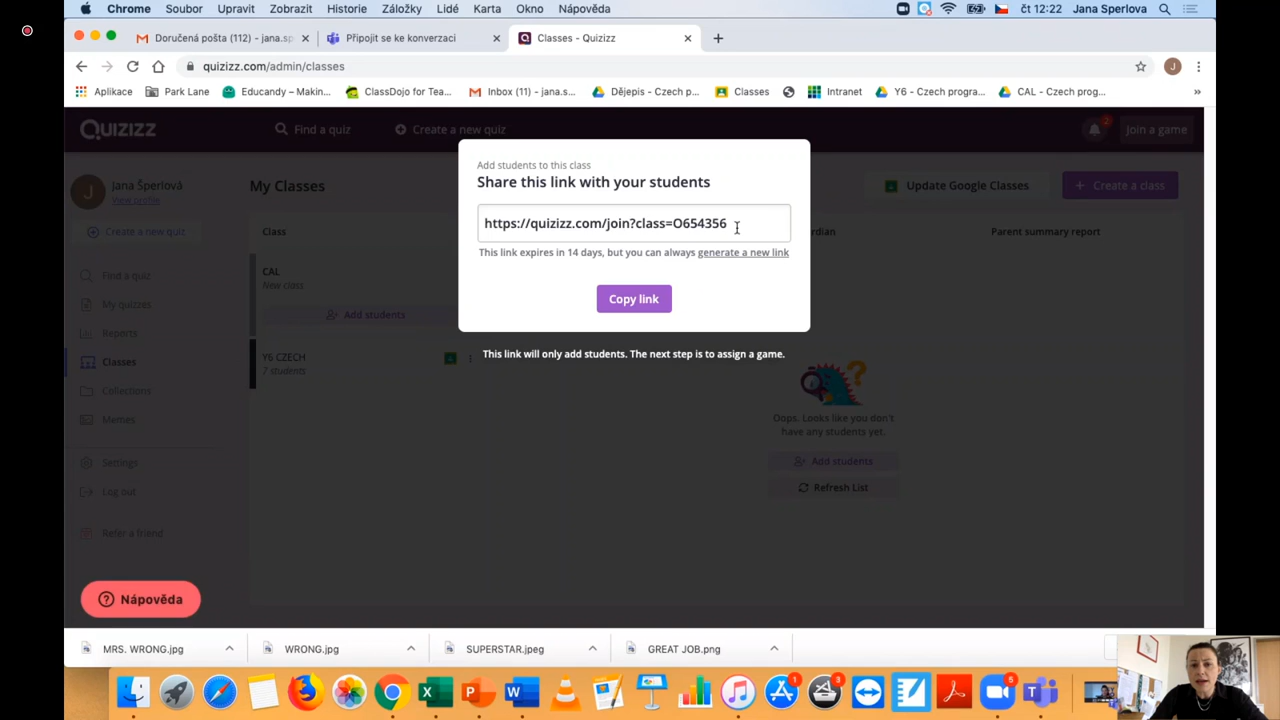 Chrome Soubor Upravit Zobrazit Historie Záložky Lidé Karta Okno Nápověda čt 12:22 Jana Sperlova
Doručená pošta (112) - jana.sp Připojit se ke konverzaci Classes - Quizizz
quizizz.com/admin/classes J
Aplikace Park Lane Educandy – Makin... ClassDojo for Tea... Inbox (11) - jana.s... Dějepis - Czech p... Classes Intranet Y6 - Czech progra... CAL - Czech prog... »
QUIZIZZ Find a quiz Create a new quiz 2 Join a game
Add students to this class
Share this link with your students
https://quizizz.com/join?class=O654356
This link expires in 14 days, but you can always generate a new link
Copy link
This link will only add students. The next step is to assign a game.
J Jana Šperlová
View profile
Create a new quiz
Find a quiz
My quizzes
Reports
Classes
Collections
Memes
Settings
Log out
Refer a friend
Nápověda
My Classes Update Google Classes + Create a class
Class rdian Parent summary report
CAL
New class
Add students
Y6 CZECH
7 students
Oops. Looks like you don't
have any students yet.
Add students
Refresh List
MRS. WRONG.jpg WRONG.jpg SUPERSTAR.jpeg GREAT JOB.png
1 3 5